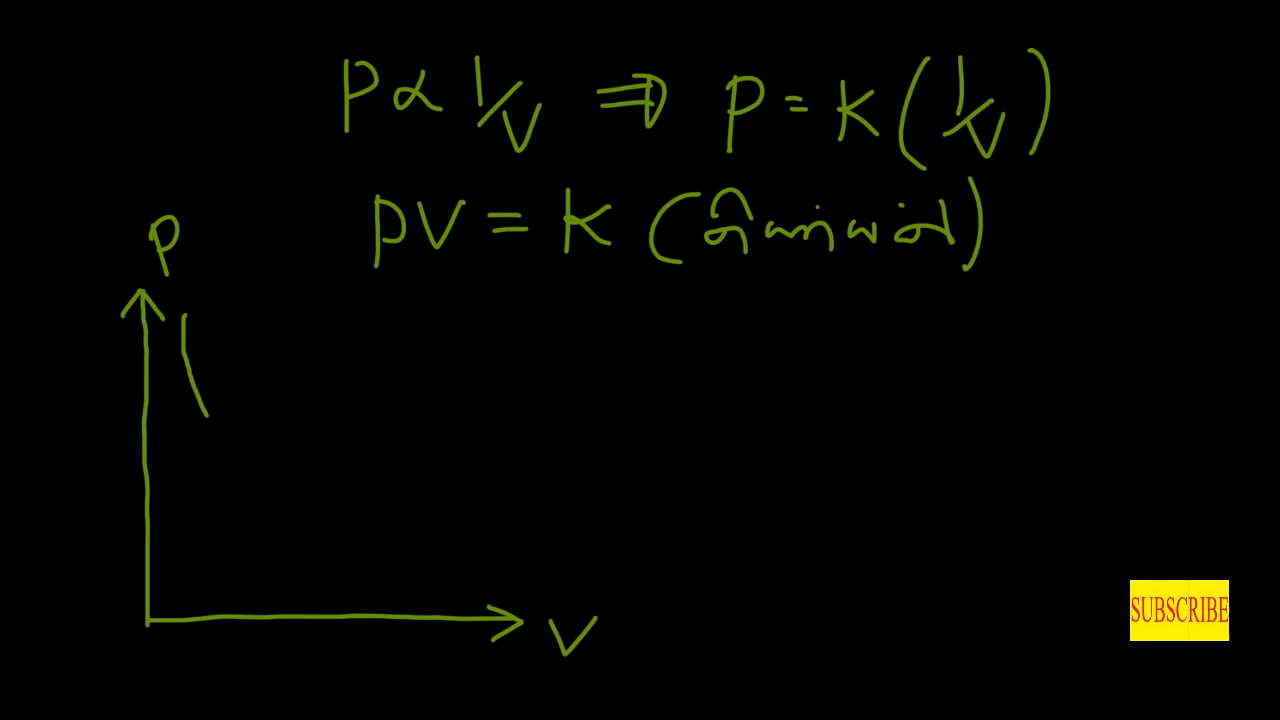 P ∝ 1/V ⇒ P = K (1/V)
PV = K
P
V
SUBSCRIBE